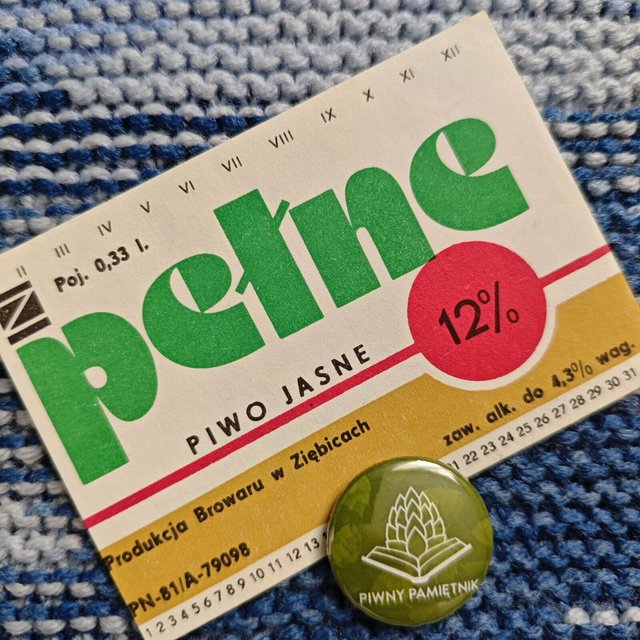 II III IV V VI VII VIII IX X XI XII
Poj. 0,33 l.
pełne
12%
PIWO JASNE
Produkcja Browaru w Ziębicach
zaw. alk. do 4,3% wag.
PN-81/A-79098
1 2 3 4 5 6 7 8 9 10 11 12 13
21 22 23 24 25 26 27 28 29 30 31
PIWNY PAMIĘTNIK